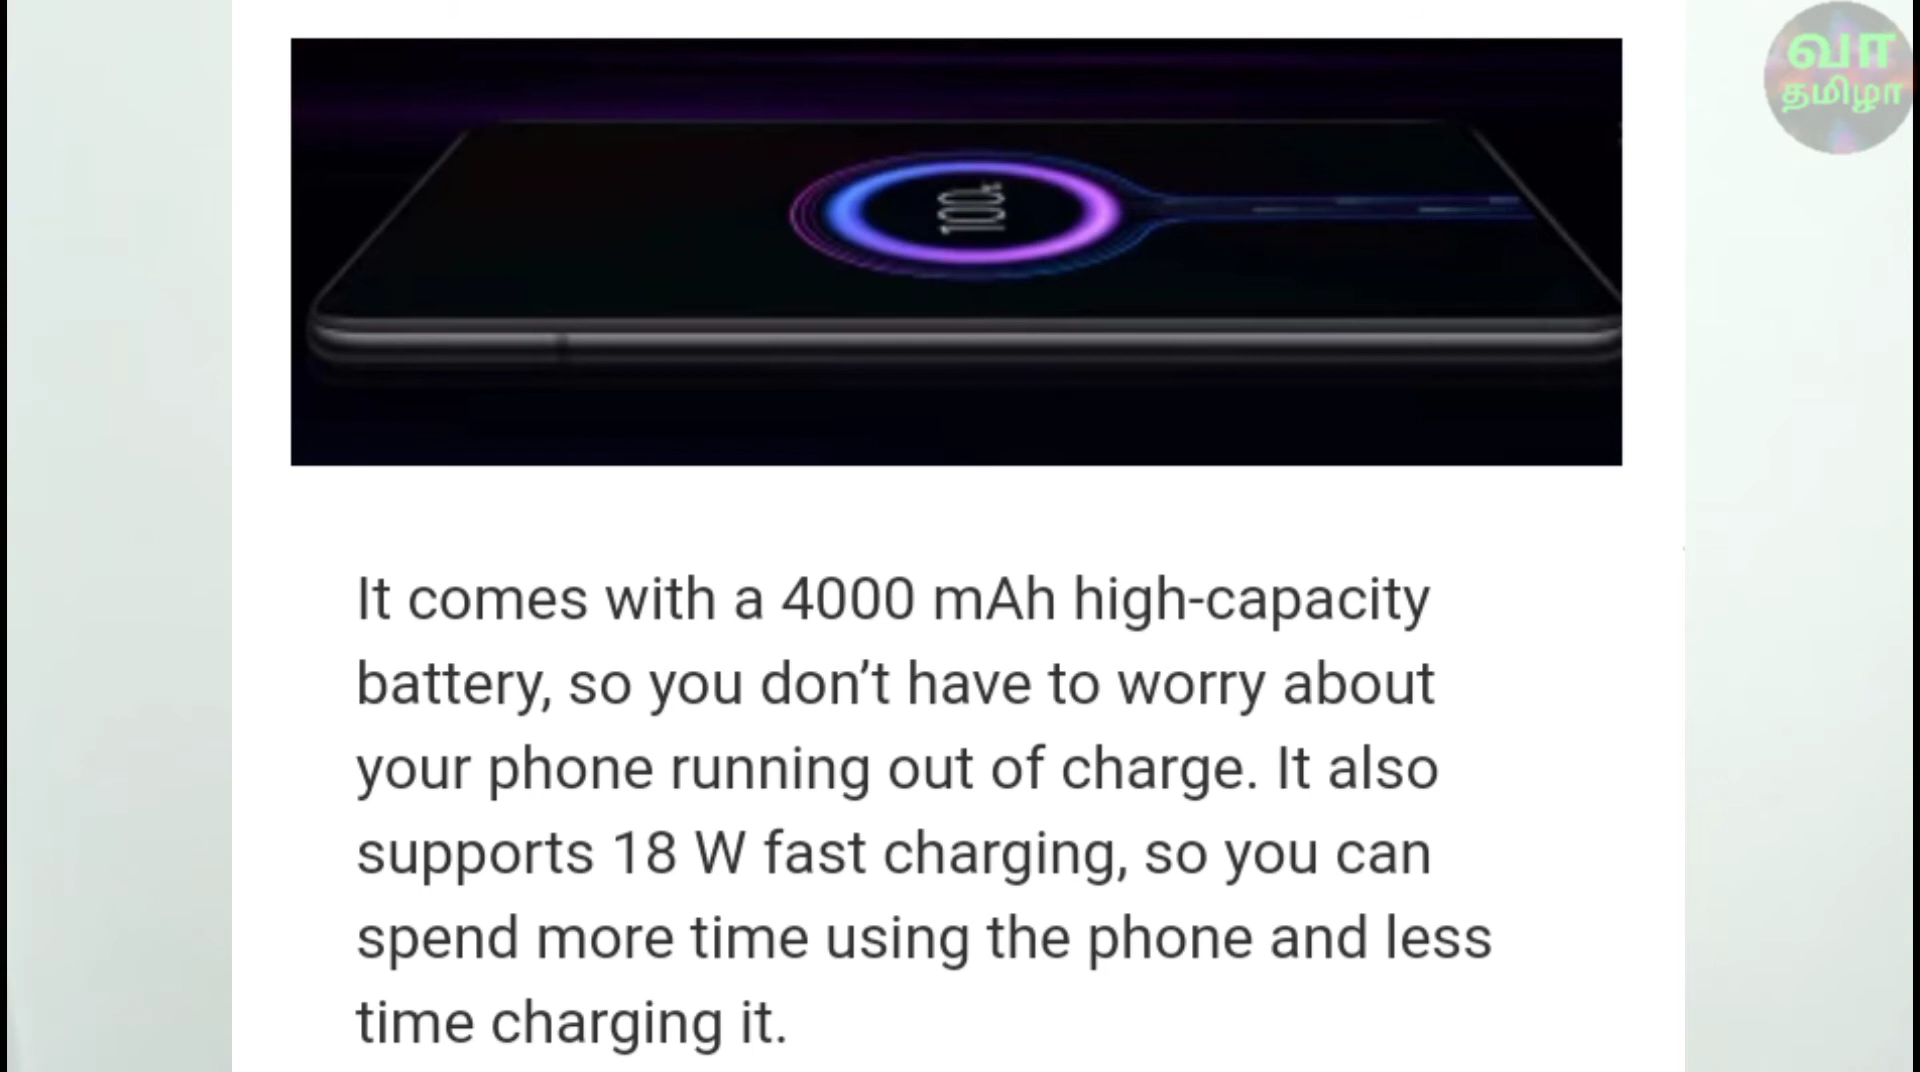 வா
தமிழா
100%
It comes with a 4000 mAh high-capacity
battery, so you don’t have to worry about
your phone running out of charge. It also
supports 18 W fast charging, so you can
spend more time using the phone and less
time charging it.